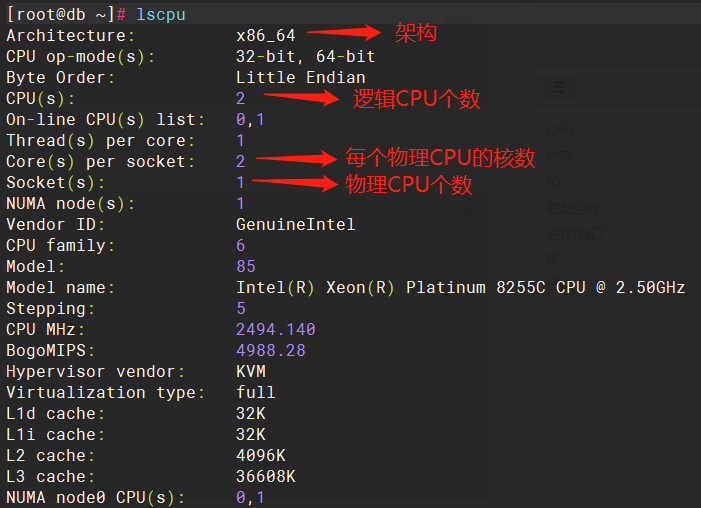 [root@db ~]# lscpu
Architecture: x86_64 架构
CPU op-mode(s): 32-bit, 64-bit
Byte Order: Little Endian
CPU(s): 2 逻辑CPU个数
On-line CPU(s) list: 0,1
Thread(s) per core: 1
Core(s) per socket: 2 每个物理CPU的核数
Socket(s): 1 物理CPU个数
NUMA node(s): 1
Vendor ID: GenuineIntel
CPU family: 6
Model: 85
Model name: Intel(R) Xeon(R) Platinum 8255C CPU @ 2.50GHz
Stepping: 5
CPU MHz: 2494.140
BogoMIPS: 4988.28
Hypervisor vendor: KVM
Virtualization type: full
L1d cache: 32K
L1i cache: 32K
L2 cache: 4096K
L3 cache: 36608K
NUMA node0 CPU(s): 0,1